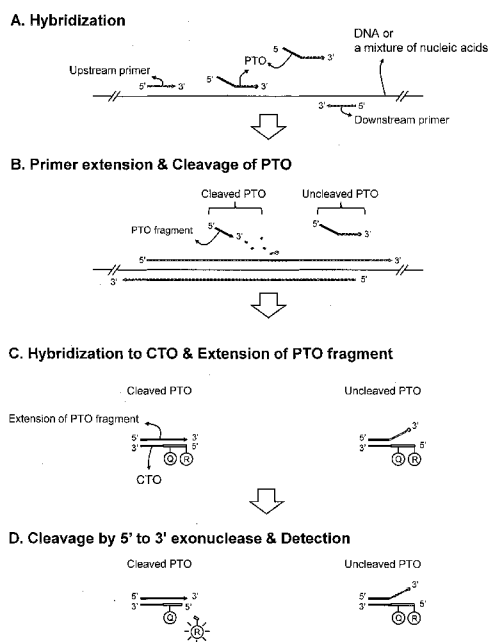 A. Hybridization
DNA or
a mixture of nucleic acids
5'
PTO
3'
Upstream primer
5'
5'
3'
3'
3'
5'
Downstream primer
B. Primer extension & Cleavage of PTO
Cleaved PTO
Uncleaved PTO
PTO fragment
5'
3'
5'
3'
5'
3'
3'
5'
C. Hybridization to CTO & Extension of PTO fragment
Cleaved PTO
Uncleaved PTO
Extension of PTO fragment
3'
5'
3'
5'
3'
5'
3'
5'
Q
R
Q
R
CTO
D. Cleavage by 5' to 3' exonuclease & Detection
Cleaved PTO
Uncleaved PTO
3'
5'
3'
5'
3'
5'
3'
5'
Q
Q
R
R